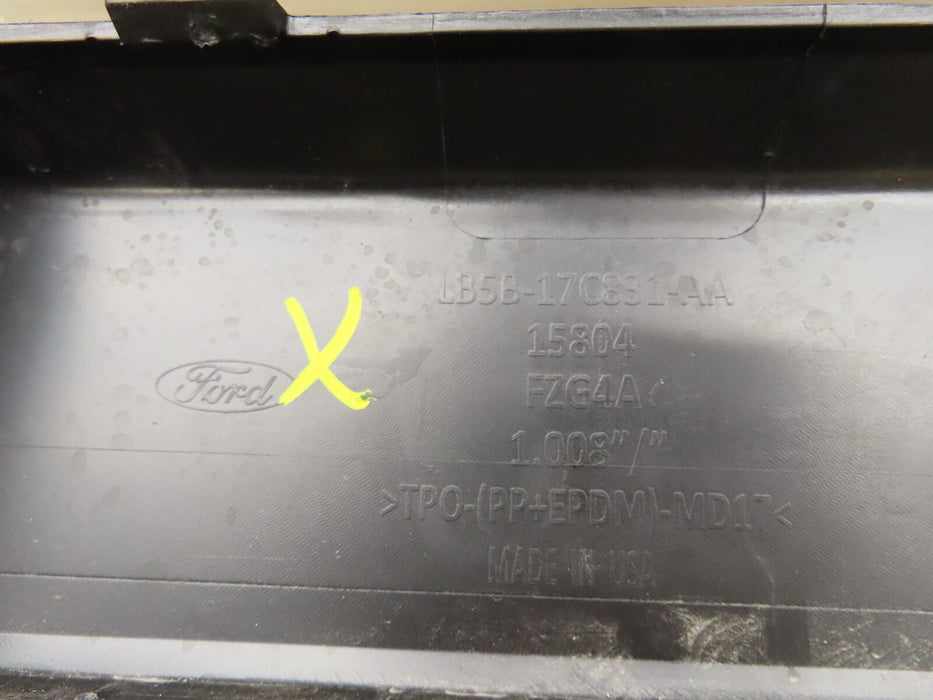 LB5B-17C831-AA
15804
Ford
X
FZG4A
1.008"/"
>TPO-(PP+EPDM)-MD17<
MADE IN USA